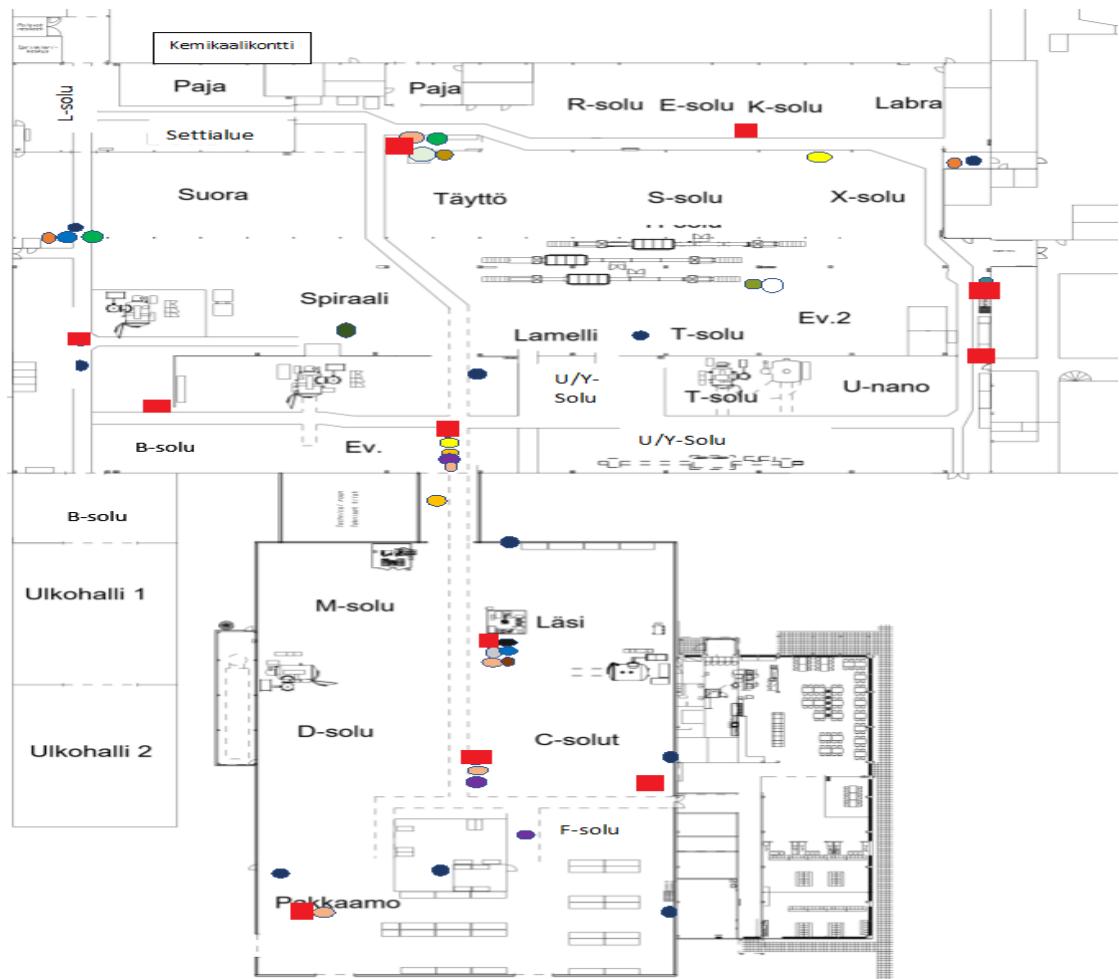 Kemikaalikontti
Paja
Paja
L-solu
R-solu
E-solu
K-solu
Labra
Settialue
Suora
Täyttö
S-solu
X-solu
Spiraali
Ev.2
Lamelli
T-solu
U/Y-
Solu
T-solu
U-nano
B-solu
Ev.
U/Y-Solu
B-solu
Ulkohalli 1
M-solu
Läsi
D-solu
C-solut
Ulkohalli 2
F-solu
Pakkaamo